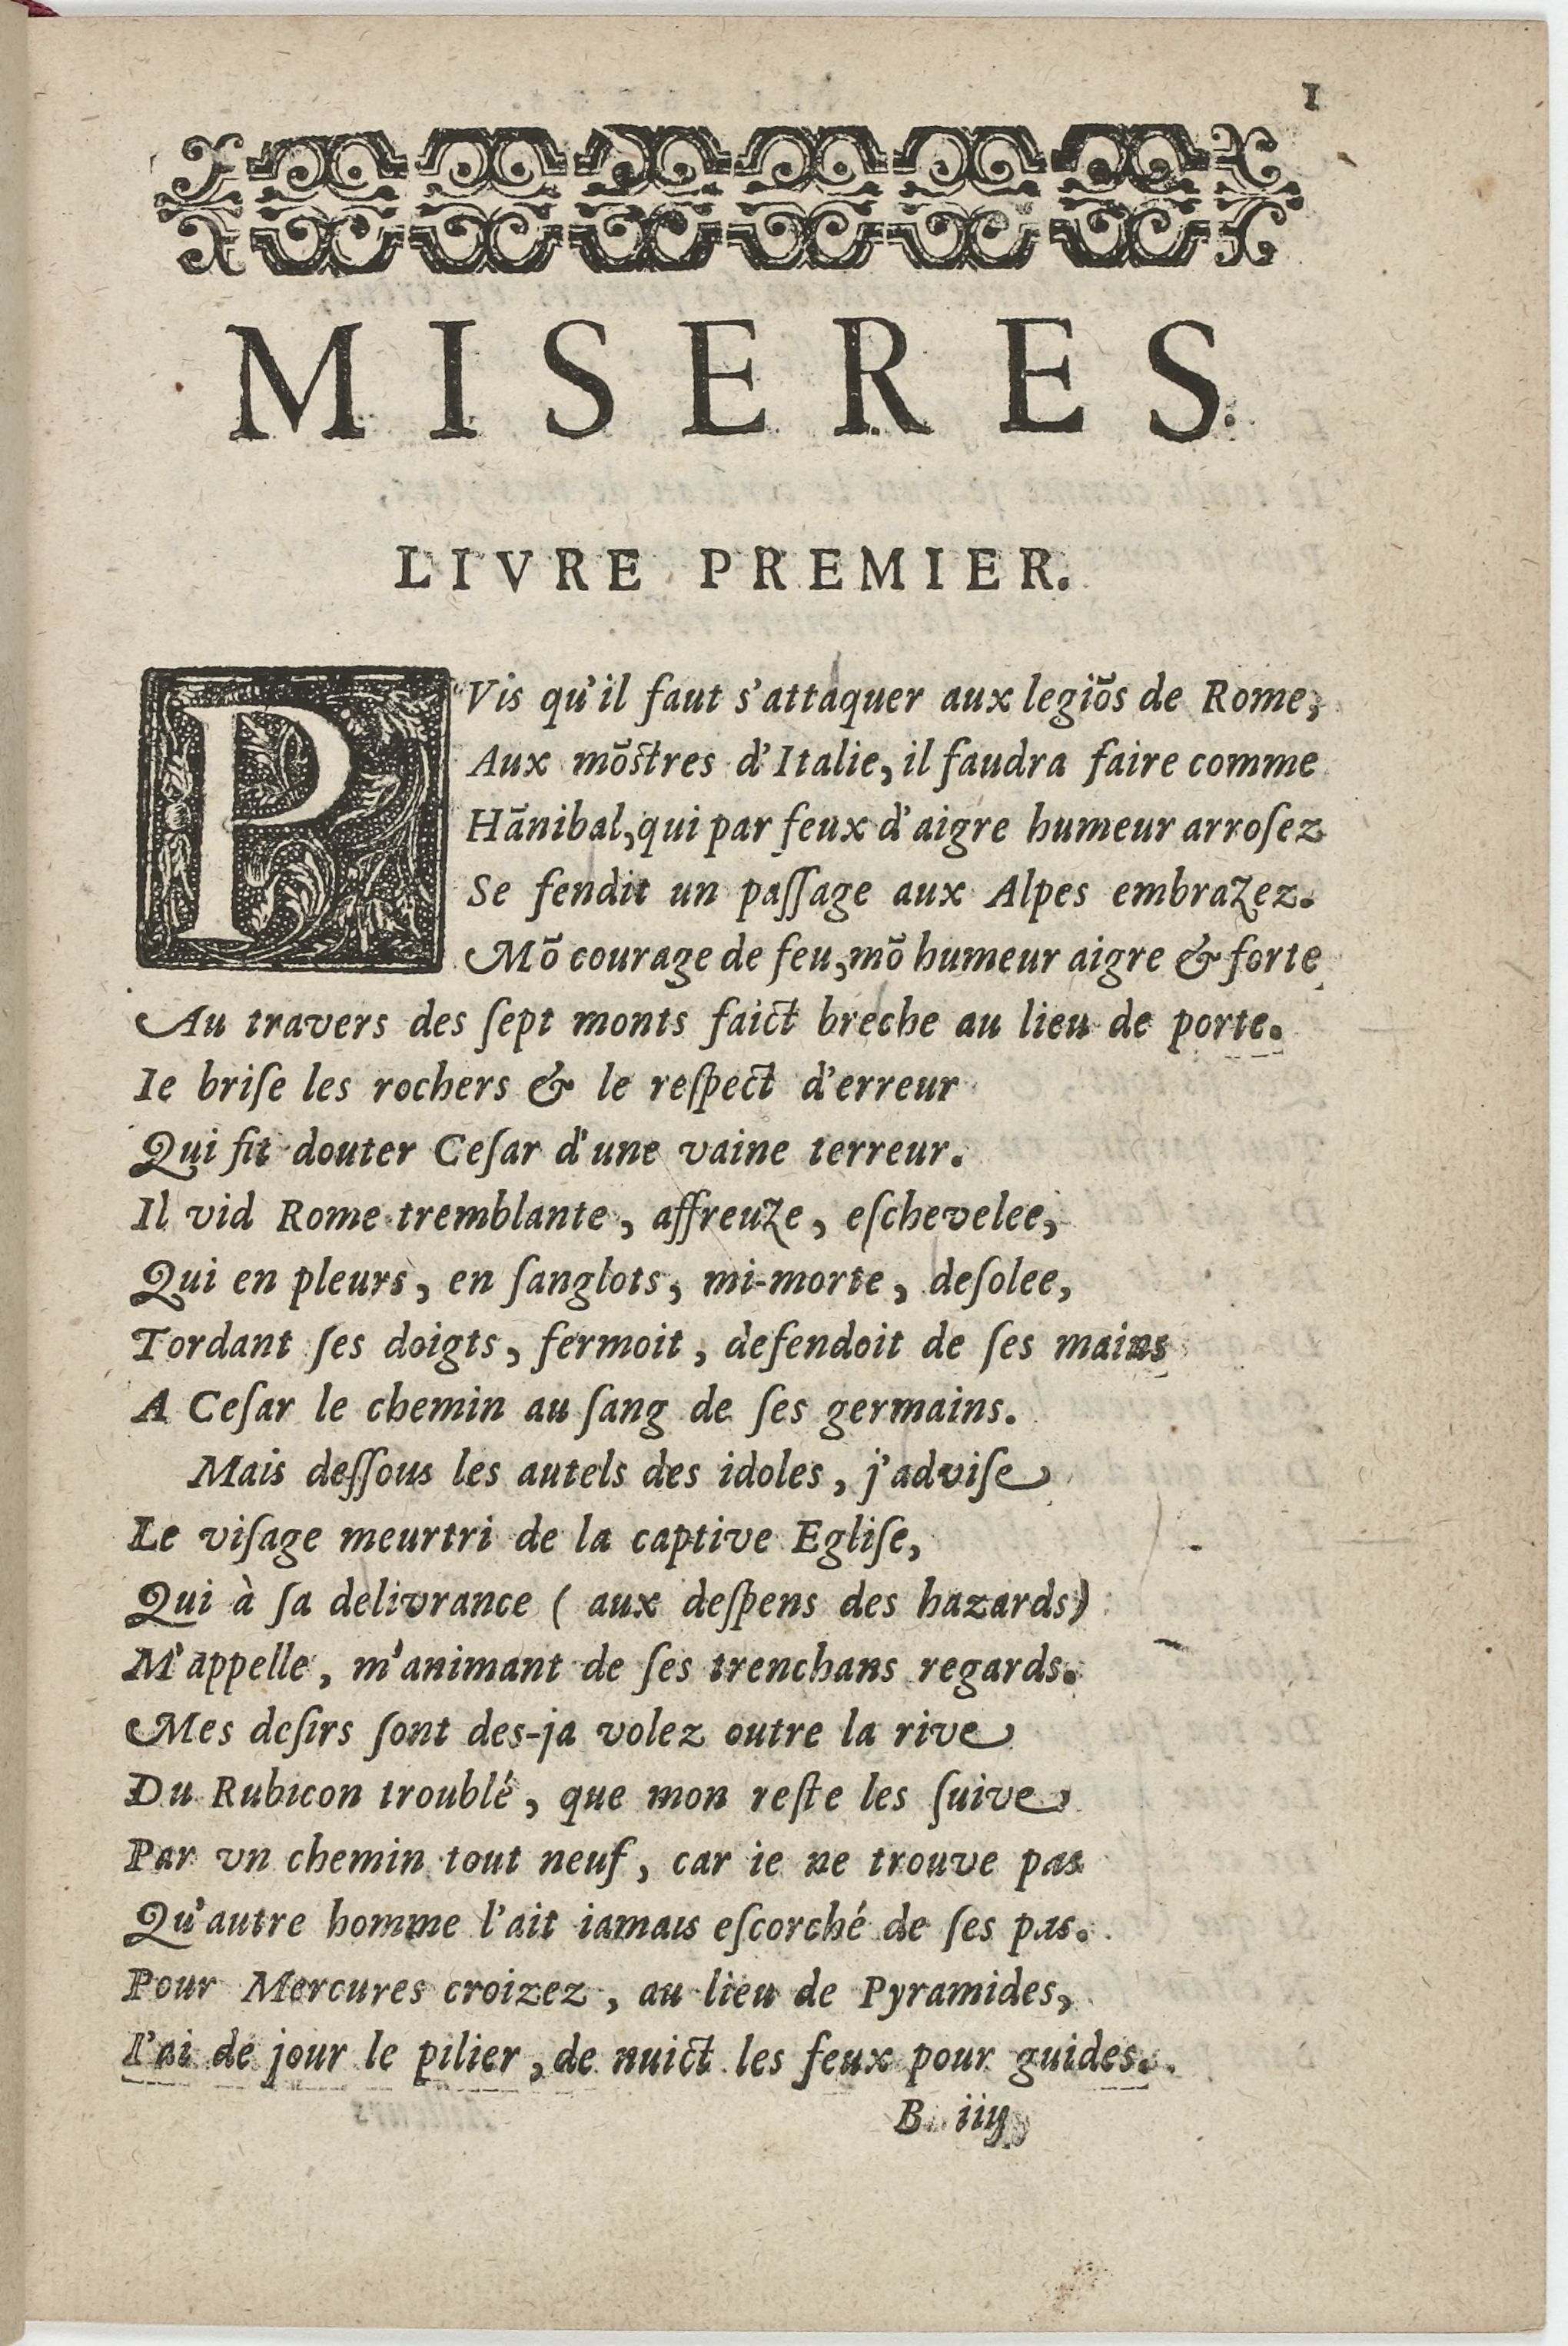 1
MISERES.
LIVRE PREMIER.
PVis qu'il faut s'attaquer aux legiõs de Rome,
Aux mõstres d'Italie, il faudra faire comme
Hãnibal, qui par feux d'aigre humeur arroſez
Se fendit un paſſage aux Alpes embrazez.
Mõ courage de feu, mõ humeur aigre & forte
Au travers des ſept monts faict breche au lieu de porte.
Ie briſe les rochers & le reſpect d'erreur
Qui fit douter Ceſar d'une vaine terreur.
Il vid Rome tremblante, affreuze, eſchevelee,
Qui en pleurs, en ſanglots, mi-morte, deſolee,
Tordant ſes doigts, fermoit, defendoit de ſes mains
A Ceſar le chemin au ſang de ſes germains.
Mais deſſous les autels des idoles, j'adviſe
Le viſage meurtri de la captive Egliſe,
Qui à ſa delivrance ( aux deſpens des hazards)
M'appelle, m'animant de ſes trenchans regards.
Mes deſirs ſont des-ja volez outre la rive
Du Rubicon troublé, que mon reſte les ſuive
Par vn chemin tout neuf, car ie ne trouve pas
Qu'autre homme l'ait iamais eſcorché de ſes pas.
Pour Mercures croizez, au lieu de Pyramides,
I'ai de jour le pilier, de nuict les feux pour guides.
B iiij